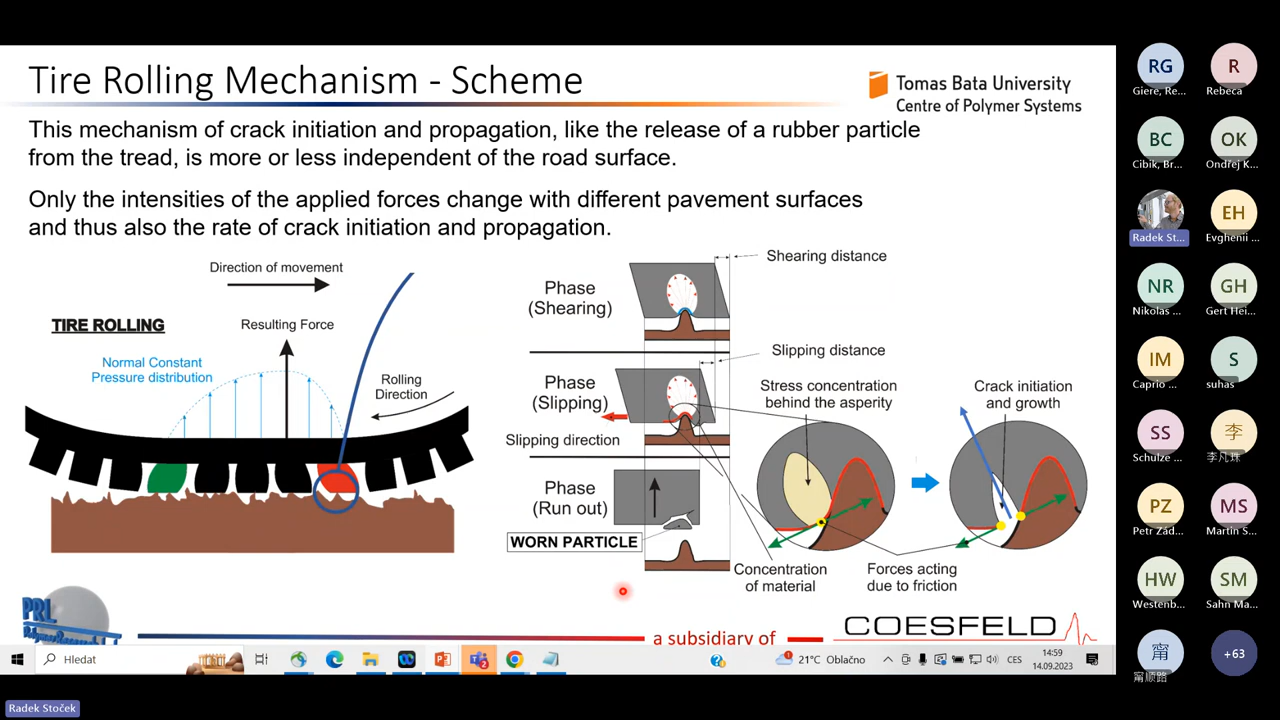 Tire Rolling Mechanism - Scheme
Tomas Bata University
Centre of Polymer Systems
This mechanism of crack initiation and propagation, like the release of a rubber particle
from the tread, is more or less independent of the road surface.
Only the intensities of the applied forces change with different pavement surfaces
and thus also the rate of crack initiation and propagation.
Direction of movement
TIRE ROLLING
Resulting Force
Normal Constant
Pressure distribution
Rolling
Direction
Phase
(Shearing)
Shearing distance
Phase
(Slipping)
Slipping distance
Slipping direction
Stress concentration
behind the asperity
Crack initiation
and growth
Phase
(Run out)
WORN PARTICLE
Concentration
of material
Forces acting
due to friction
PRL
a subsidiary of
COESFELD
Hledat
21°C Oblačno
CES
14:59
14.09.2023
RG
Giere, Re...
R
Rebeca
BC
Cibik, Br...
OK
Ondřej K...
Radek St...
EH
Evghenii ...
NR
Nikolas ...
GH
Gert Hei...
IM
Caprio ...
S
suhas
SS
Schulze ...
李
李凡珠
PZ
Petr Zád...
MS
Martin S...
HW
Westenb...
SM
Sahn Ma...
甯
甯顺路
+63
Radek Stoček